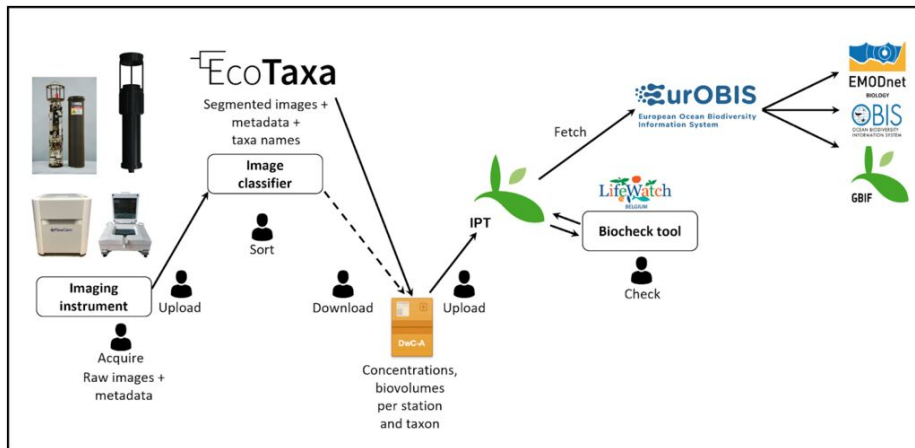 EcoTaxa
Segmented images +
metadata +
taxa names
Image
classifier
Sort
Imaging
instrument
Upload
Acquire
Raw images +
metadata
Download
DwC-A
Concentrations,
biovolumes
per station
and taxon
Upload
IPT
Fetch
EurOBIS
European Ocean Biodiversity
Information System
LifeWatch
BELGIUM
Biocheck tool
Check
EMODnet
BIOLOGY
OBIS
OCEAN BIODIVERSITY
INFORMATION SYSTEM
GBIF